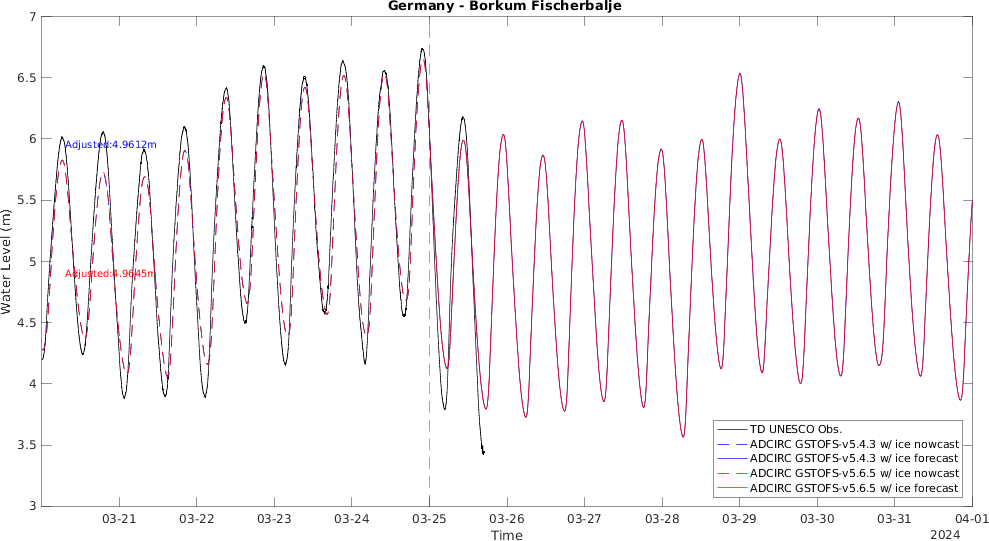 Germany - Borkum Fischerbalje
7
6.5
6
5.5
5
4.5
4
3.5
3
Water Level (m)
Adjusted:4.9612m
Adjusted:4.9645m
TD UNESCO Obs.
ADCIRC GSTOFS-v5.4.3 w/ ice nowcast
ADCIRC GSTOFS-v5.4.3 w/ ice forecast
ADCIRC GSTOFS-v5.6.5 w/ ice nowcast
ADCIRC GSTOFS-v5.6.5 w/ ice forecast
03-21 03-22 03-23 03-24 03-25 03-26 03-27 03-28 03-29 03-30 03-31 04-01
Time
2024